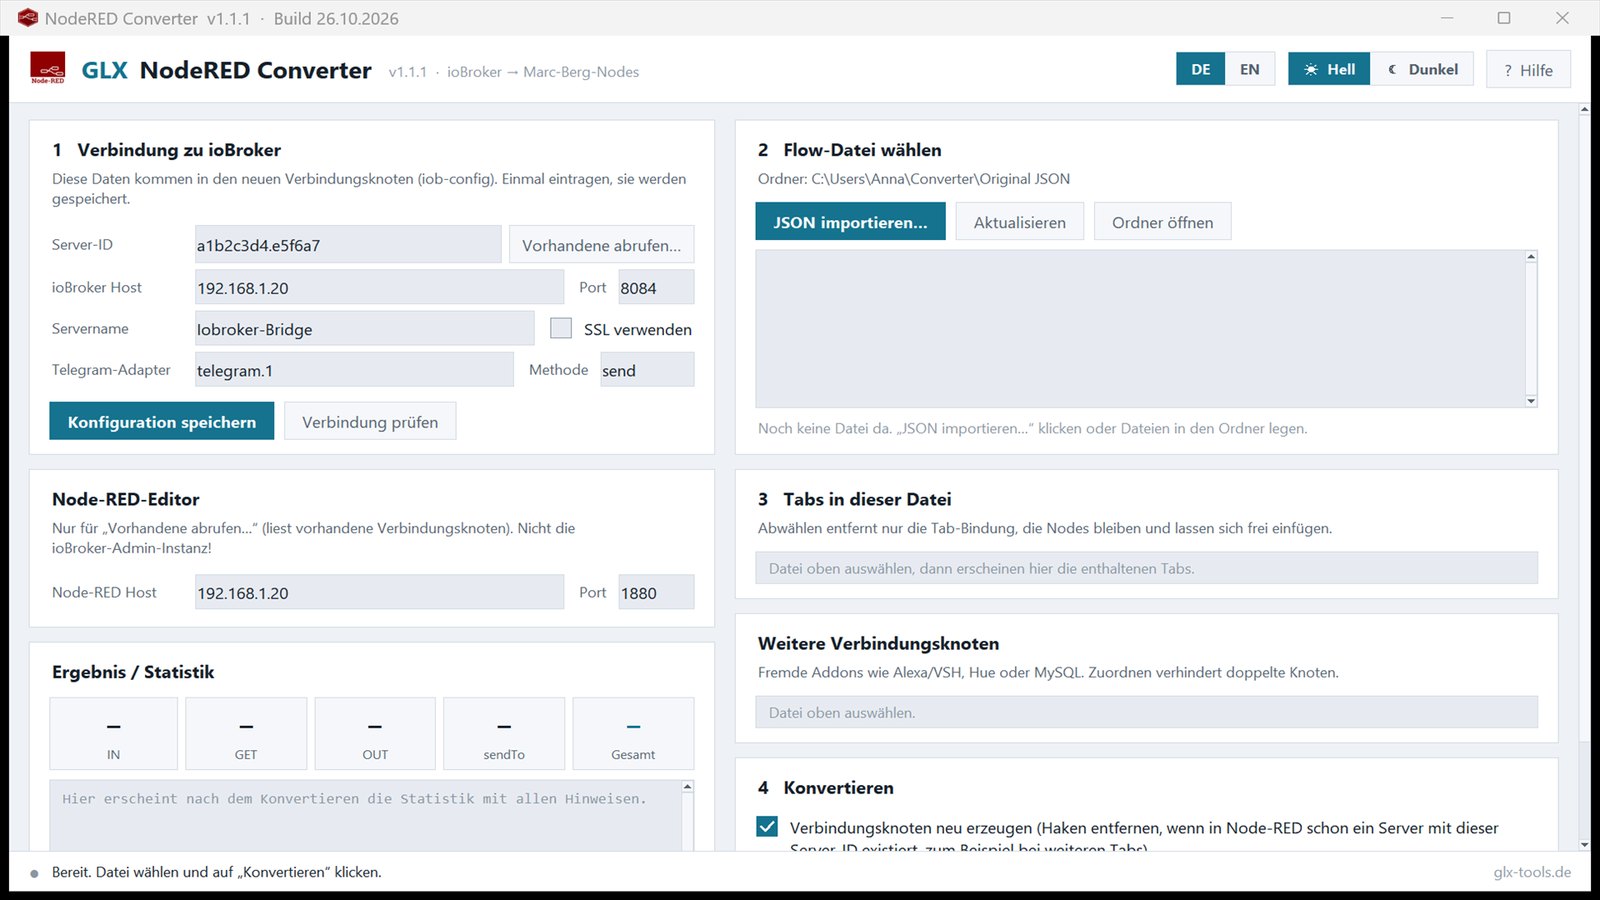 NodeRED Converter v1.1.1 · Build 26.10.2026
Node-RED
GLX NodeRED Converter v1.1.1 · ioBroker → Marc-Berg-Nodes
DE EN Hell Dunkel ? Hilfe
1 Verbindung zu ioBroker
Diese Daten kommen in den neuen Verbindungsknoten (iob-config). Einmal eintragen, sie werden
gespeichert.
Server-ID a1b2c3d4.e5f6a7 Vorhandene abrufen...
ioBroker Host 192.168.1.20 Port 8084
Servername Iobroker-Bridge SSL verwenden
Telegram-Adapter telegram.1 Methode send
Konfiguration speichern Verbindung prüfen
Node-RED-Editor
Nur für „Vorhandene abrufen...“ (liest vorhandene Verbindungsknoten). Nicht die
ioBroker-Admin-Instanz!
Node-RED Host 192.168.1.20 Port 1880
Ergebnis / Statistik
– – – – –
IN GET OUT sendTo Gesamt
Hier erscheint nach dem Konvertieren die Statistik mit allen Hinweisen.
2 Flow-Datei wählen
Ordner: C:\Users\Anna\Converter\Original JSON
JSON importieren... Aktualisieren Ordner öffnen
Noch keine Datei da. „JSON importieren...“ klicken oder Dateien in den Ordner legen.
3 Tabs in dieser Datei
Abwählen entfernt nur die Tab-Bindung, die Nodes bleiben und lassen sich frei einfügen.
Datei oben auswählen, dann erscheinen hier die enthaltenen Tabs.
Weitere Verbindungsknoten
Fremde Addons wie Alexa/VSH, Hue oder MySQL. Zuordnen verhindert doppelte Knoten.
Datei oben auswählen.
4 Konvertieren
Verbindungsknoten neu erzeugen (Haken entfernen, wenn in Node-RED schon ein Server mit dieser
Server-ID existiert, zum Beispiel bei weiteren Tabs)
Bereit. Datei wählen und auf „Konvertieren“ klicken.
glx-tools.de